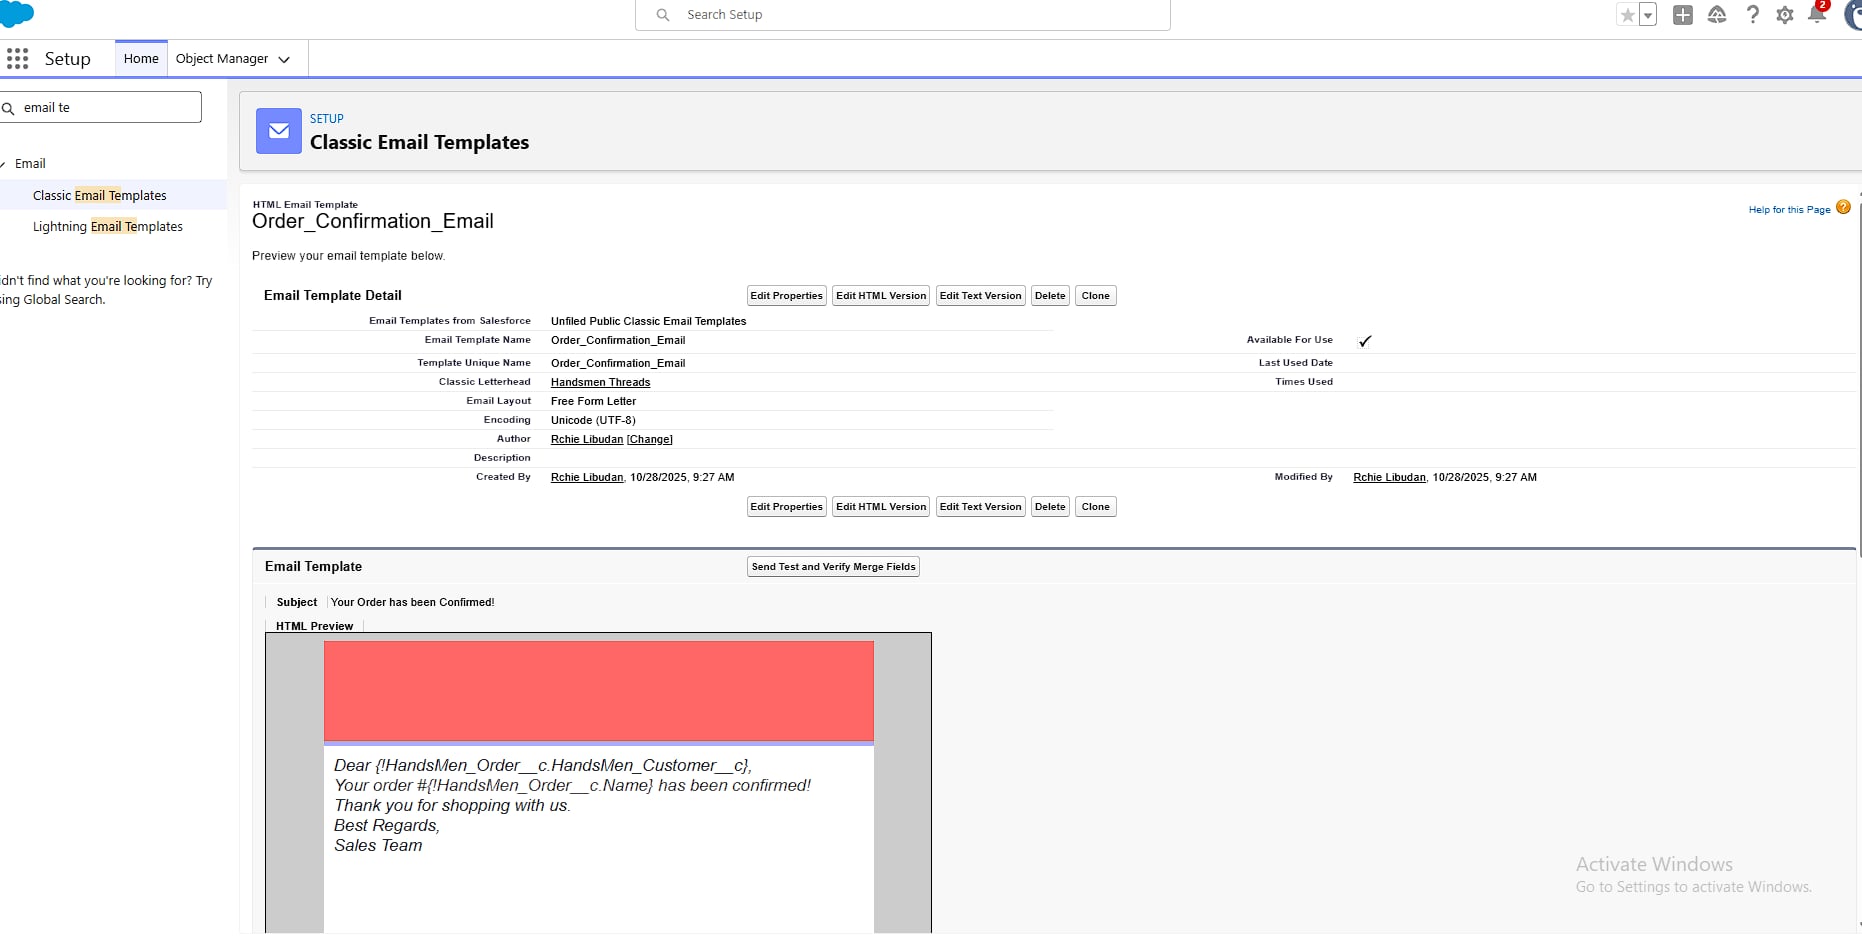 Search Setup
2
Setup
Home
Object Manager
email te
SETUP
Classic Email Templates
Email
Classic Email Templates
Lightning Email Templates
idn't find what you're looking for? Try
sing Global Search.
HTML Email Template
Order_Confirmation_Email
Help for this Page
Preview your email template below.
Email Template Detail
Edit Properties Edit HTML Version Edit Text Version Delete Clone
Email Templates from Salesforce Unfiled Public Classic Email Templates
Email Template Name Order_Confirmation_Email Available For Use
Template Unique Name Order_Confirmation_Email Last Used Date
Classic Letterhead Handsmen Threads Times Used
Email Layout Free Form Letter
Encoding Unicode (UTF-8)
Author Rchie Libudan [Change]
Description
Created By Rchie Libudan, 10/28/2025, 9:27 AM Modified By Rchie Libudan, 10/28/2025, 9:27 AM
Edit Properties Edit HTML Version Edit Text Version Delete Clone
Email Template
Send Test and Verify Merge Fields
Subject Your Order has been Confirmed!
HTML Preview
Dear {!HandsMen_Order__c.HandsMen_Customer__c},
Your order #{!HandsMen_Order__c.Name} has been confirmed!
Thank you for shopping with us.
Best Regards,
Sales Team
Activate Windows
Go to Settings to activate Windows.